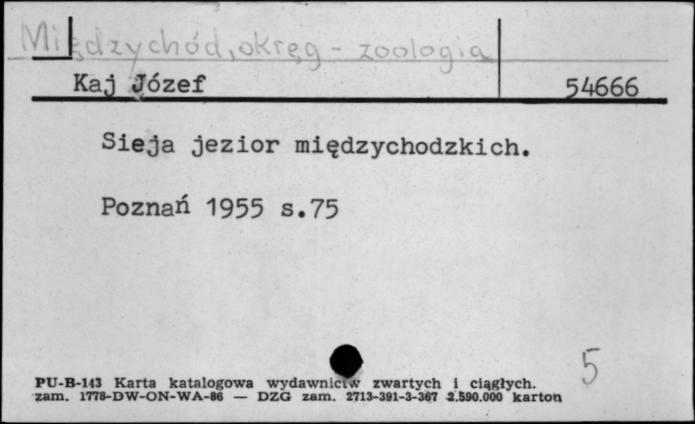 Międzychód, okręg - zoologia
Kaj Józef 54666
Sieja jezior międzychodzkich.
Poznań 1955 s.75
5
PU-B-143 Karta katalogowa wydawnictw zwartych i ciągłych.
zam. 1778-DW-ON-WA-86 — DZG zam. 2713-391-3-367 2.590.000 karton